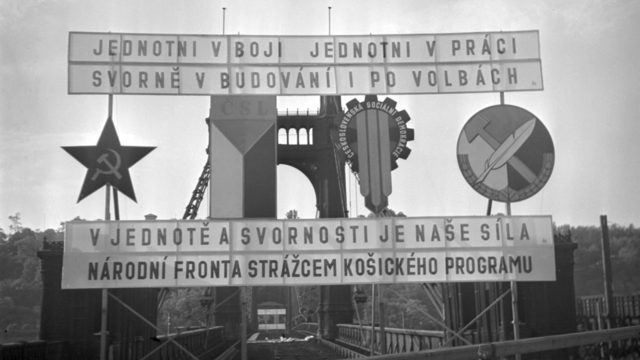 JEDNOTNI V BOJI JEDNOTNI V PRÁCI
SVORNĚ V BUDOVÁNÍ I PO VOLBÁCH
ČSL
ČESKOSLOVENSKÁ SOCIÁLNÍ DEMOKRACIE
V JEDNOTĚ A SVORNOSTI JE NAŠE SÍLA
NÁRODNÍ FRONTA STRÁŽCEM KOŠICKÉHO PROGRAMU